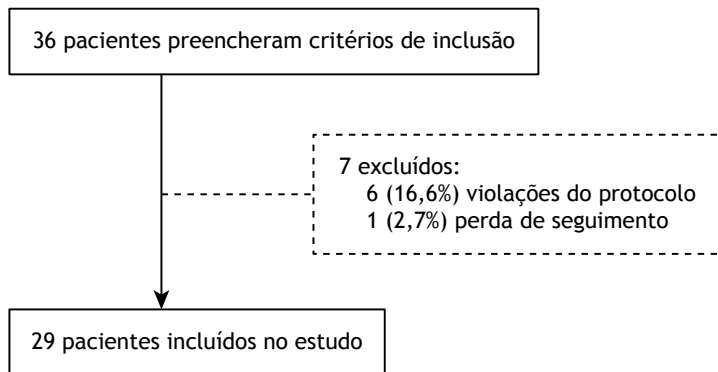 36 pacientes preencheram critérios de inclusão
7 excluídos:
6 (16,6%) violações do protocolo
1 (2,7%) perda de seguimento
29 pacientes incluídos no estudo